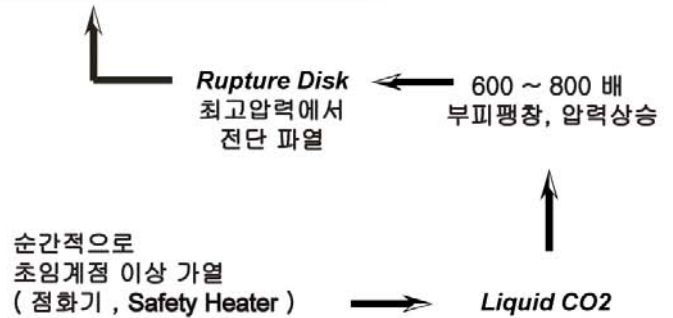 Rupture Disk
최고압력에서
전단 파열
600 ~ 800 배
부피팽창, 압력상승
순간적으로
초임계점 이상 가열
( 점화기 , Safety Heater )
Liquid CO2